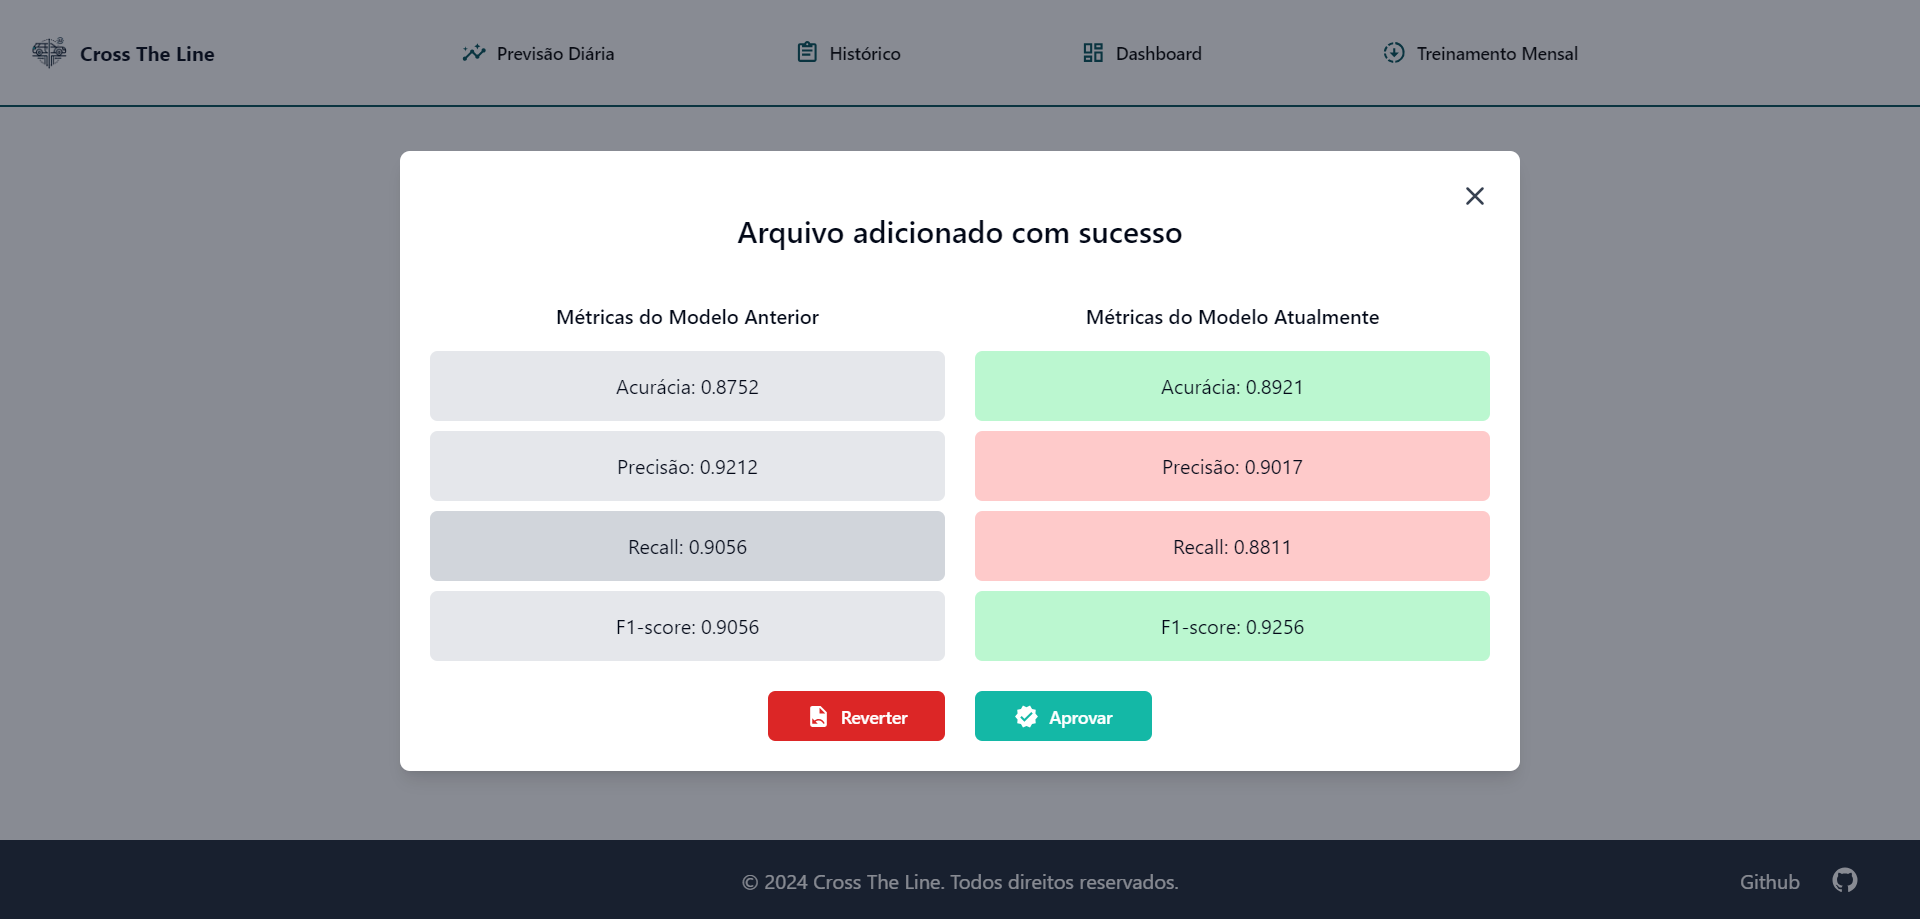 Cross The Line
Previsão Diária
Histórico
Dashboard
Treinamento Mensal
Arquivo adicionado com sucesso
Métricas do Modelo Anterior
Acurácia: 0.8752
Precisão: 0.9212
Recall: 0.9056
F1-score: 0.9056
Métricas do Modelo Atualmente
Acurácia: 0.8921
Precisão: 0.9017
Recall: 0.8811
F1-score: 0.9256
Reverter
Aprovar
© 2024 Cross The Line. Todos direitos reservados.
Github